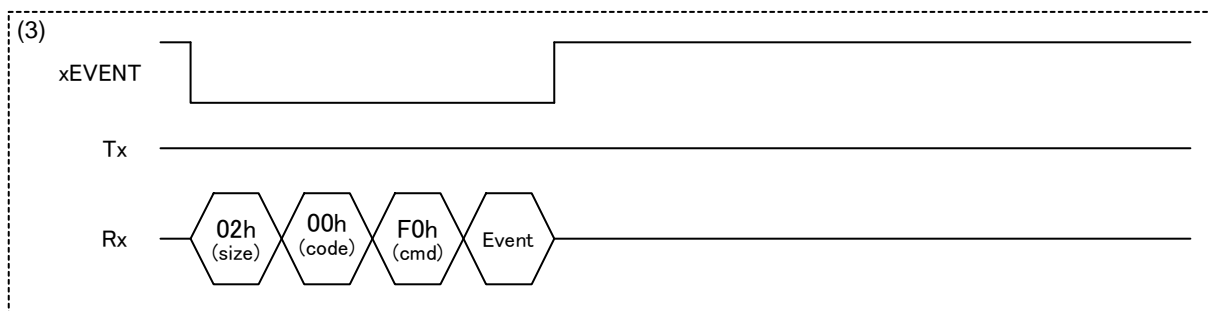 (3)
xEVENT
Tx
Rx
02h
(size)
00h
(code)
F0h
(cmd)
Event